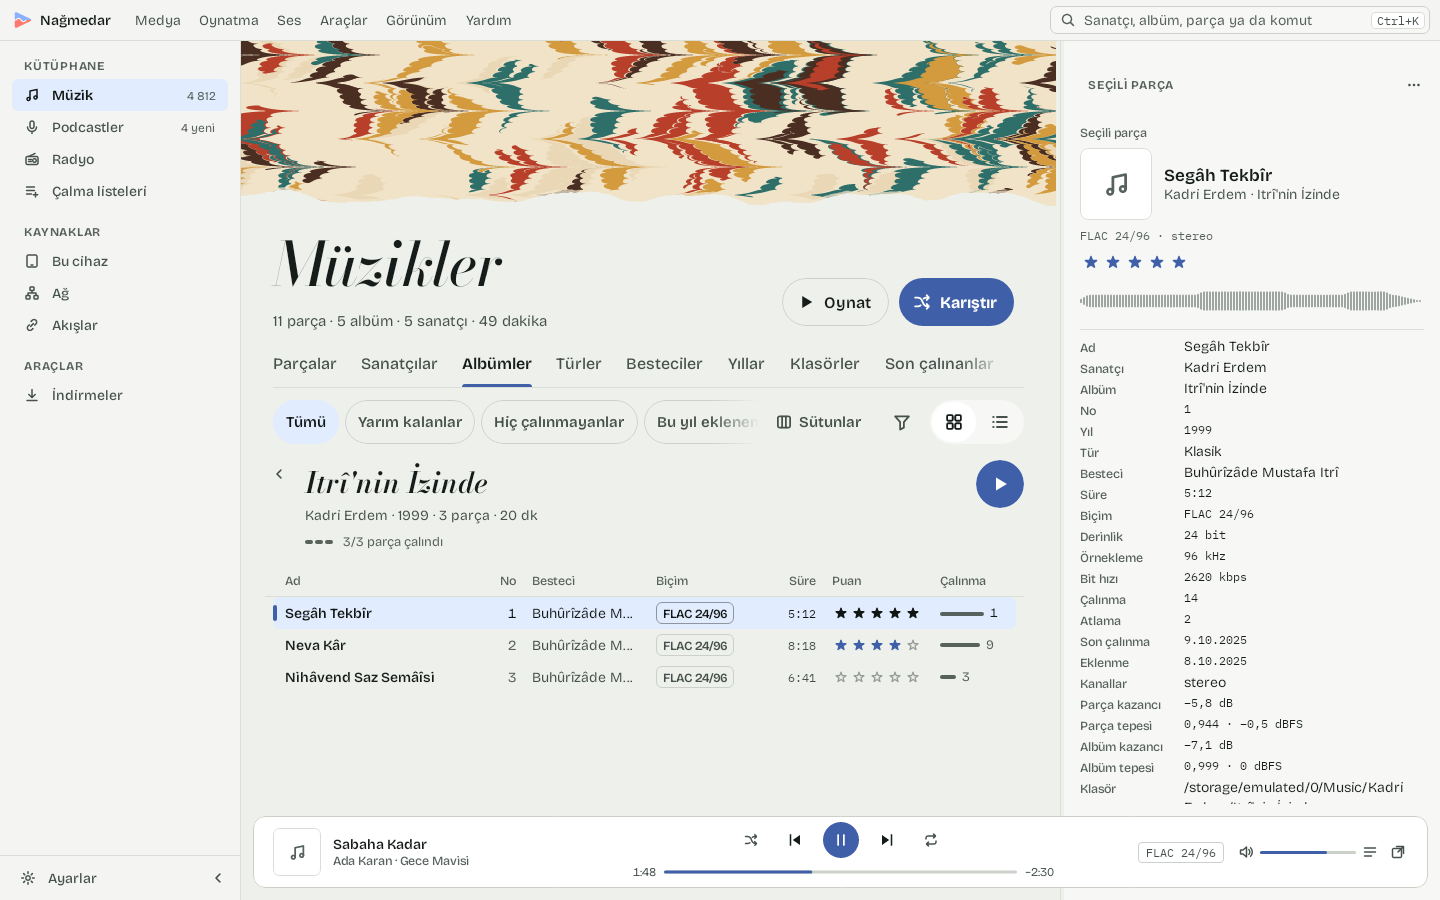 Nağmedar
Medya Oynatma Ses Araçlar Görünüm Yardım
Sanatçı, albüm, parça ya da komut Ctrl+K
KÜTÜPHANE
Müzik 4 812
Podcastler 4 yeni
Radyo
Çalma listeleri
KAYNAKLAR
Bu cihaz
Ağ
Akışlar
ARAÇLAR
İndirmeler
Ayarlar
Müzikler
11 parça · 5 albüm · 5 sanatçı · 49 dakika
Oynat Karıştır
Parçalar Sanatçılar Albümler Türler Besteciler Yıllar Klasörler Son çalınanlar
Tümü Yarım kalanlar Hiç çalınmayanlar Bu yıl eklenen Sütunlar
Itrî'nin İzinde
Kadri Erdem · 1999 · 3 parça · 20 dk
3/3 parça çalındı
Ad No Besteci Biçim Süre Puan Çalınma
Segâh Tekbîr 1 Buhûrîzâde M... FLAC 24/96 5:12 1
Neva Kâr 2 Buhûrîzâde M... FLAC 24/96 8:18 9
Nihâvend Saz Semâîsi 3 Buhûrîzâde M... FLAC 24/96 6:41 3
SEÇİLİ PARÇA
Seçili parça
Segâh Tekbîr
Kadri Erdem · Itrî'nin İzinde
FLAC 24/96 · stereo
Ad Segâh Tekbîr
Sanatçı Kadri Erdem
Albüm Itrî'nin İzinde
No 1
Yıl 1999
Tür Klasik
Besteci Buhûrîzâde Mustafa Itrî
Süre 5:12
Biçim FLAC 24/96
Derinlik 24 bit
Örnekleme 96 kHz
Bit hızı 2620 kbps
Çalınma 14
Atlama 2
Son çalınma 9.10.2025
Eklenme 8.10.2025
Kanallar stereo
Parça kazancı −5,8 dB
Parça tepesi 0,944 · −0,5 dBFS
Albüm kazancı −7,1 dB
Albüm tepesi 0,999 · 0 dBFS
Klasör /storage/emulated/0/Music/Kadri
Sabaha Kadar
Ada Karan · Gece Mavisi
1:48 −2:30
FLAC 24/96